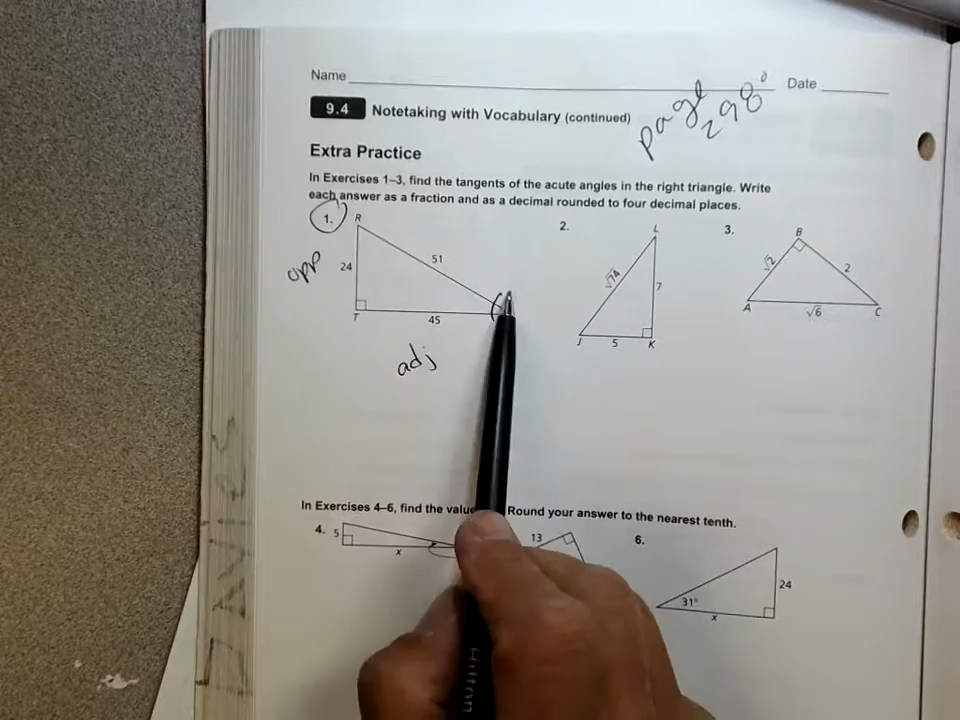 Name Date
page 298
9.4 Notetaking with Vocabulary (continued)
Extra Practice
In Exercises 1–3, find the tangents of the acute angles in the right triangle. Write
each answer as a fraction and as a decimal rounded to four decimal places.
1. R 51 24 T 45
opp
adj
2. L √74 7 J 5 K
3. B √2 2 A √6 C
In Exercises 4–6, find the value Round your answer to the nearest tenth.
4. 5 x
13
6. 24 31° x
Hilton